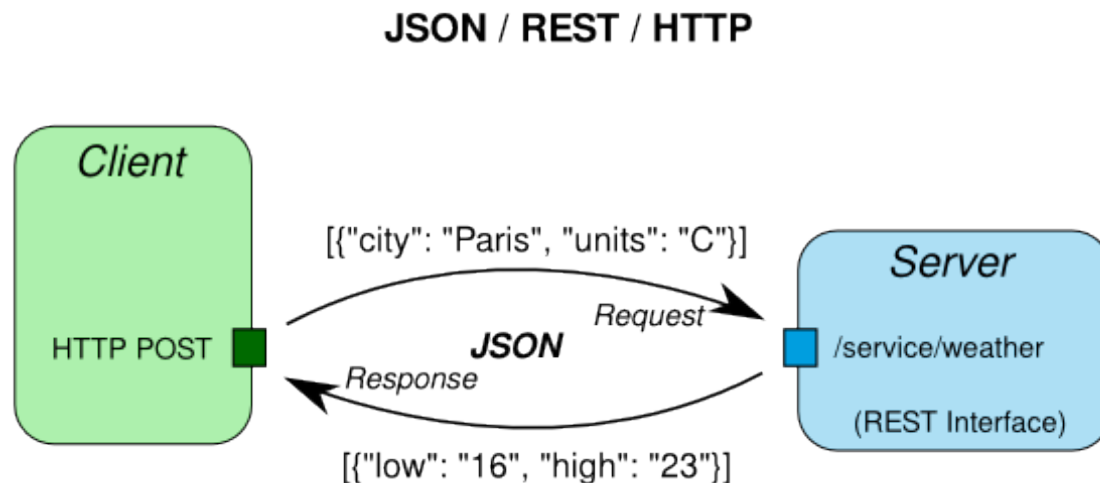 JSON / REST / HTTP
Client
[{"city": "Paris", "units": "C"}]
Server
Request
HTTP POST
JSON
/service/weather
Response
(REST Interface)
[{"low": "16", "high": "23"}]